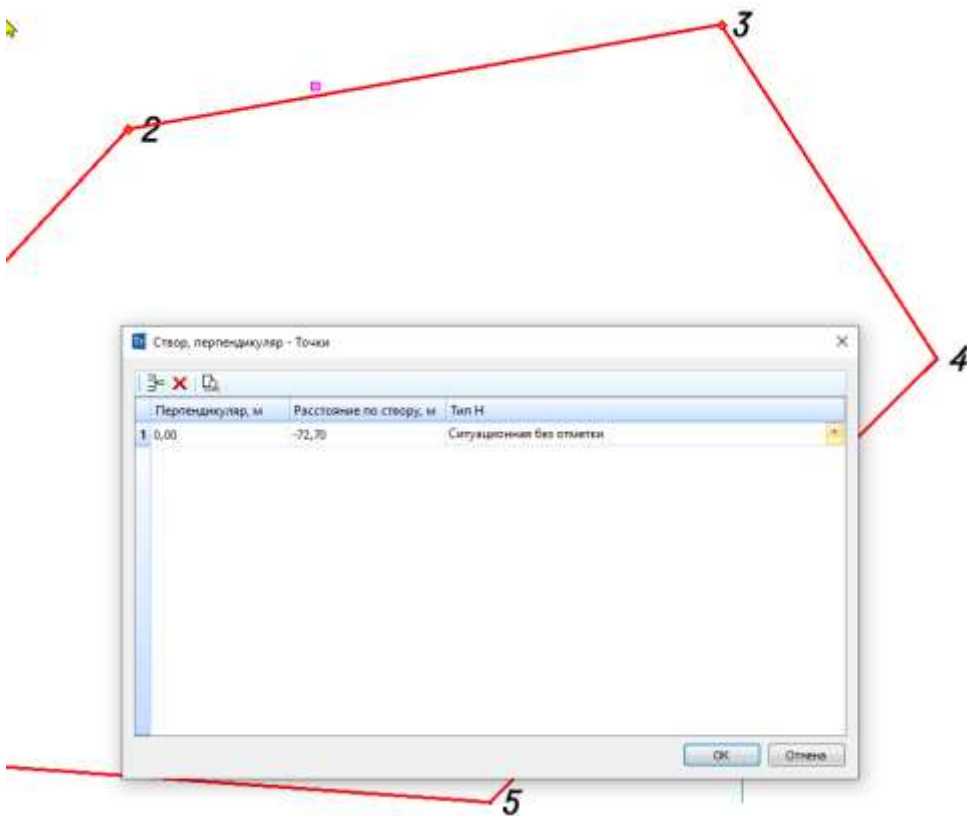 3
2
Створ, перпендикуляр - Точки
4
Перпендикуляр, м Расстояние по створу, м Тип H
1 0,00 -72,70 Ситуационная без отметки
OK Отмена
5